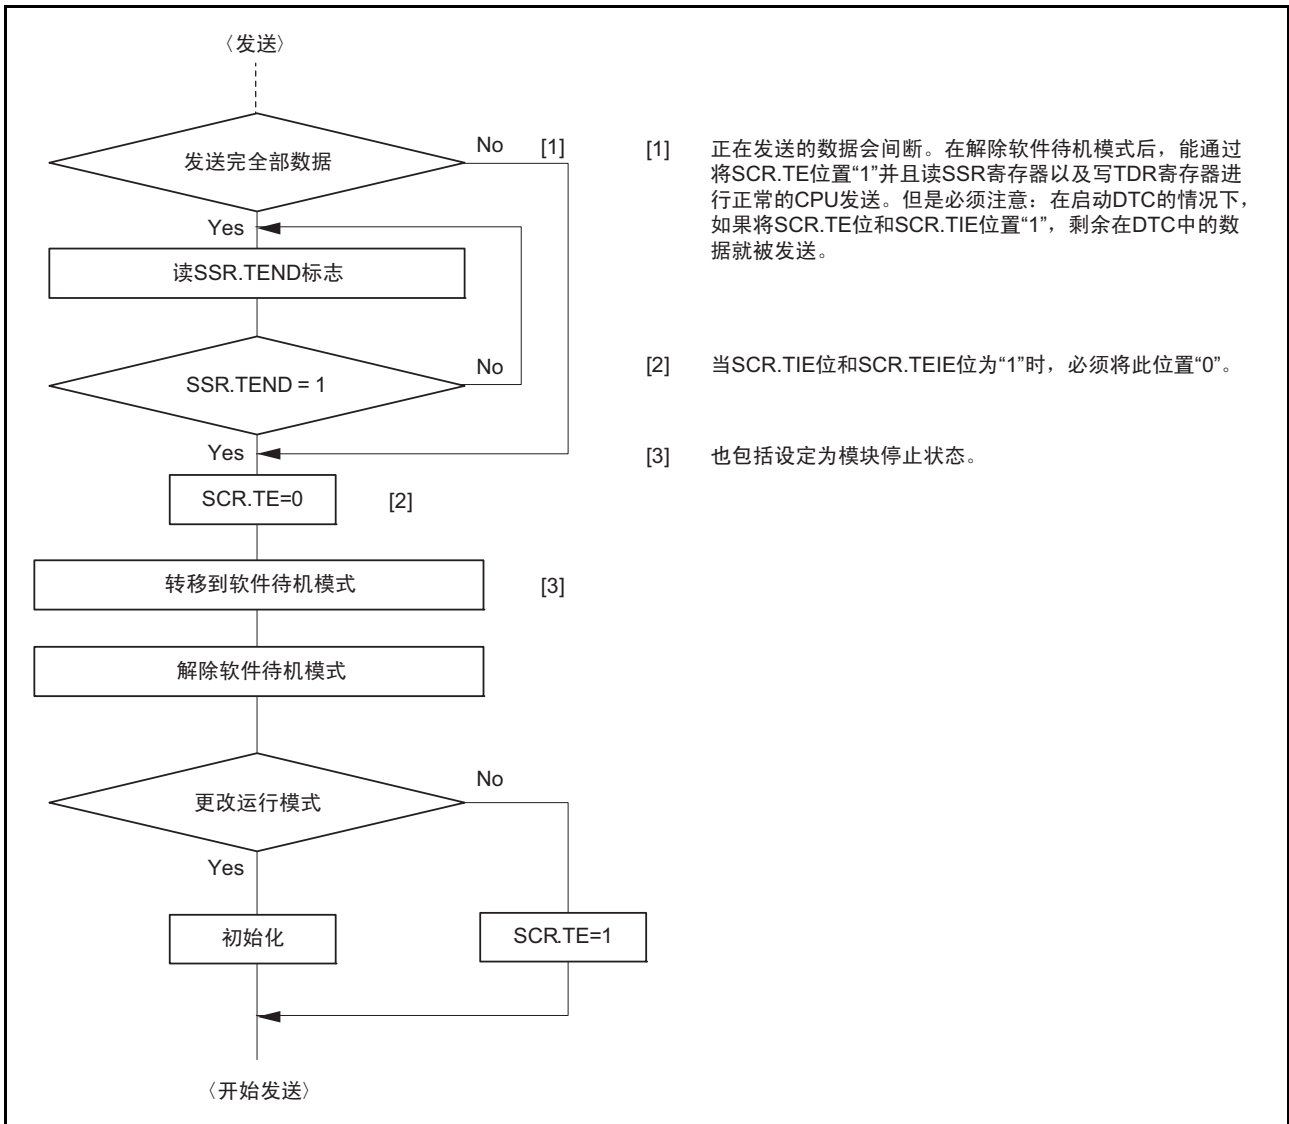 〈发送〉
发送完全部数据
No
[1]
Yes
读SSR.TEND标志
SSR.TEND = 1
No
Yes
SCR.TE=0
[2]
转移到软件待机模式
[3]
解除软件待机模式
更改运行模式
No
Yes
初始化
SCR.TE=1
〈开始发送〉
[1] 正在发送的数据会间断。在解除软件待机模式后，能通过
将SCR.TE位置“1”并且读SSR寄存器以及写TDR寄存器进
行正常的CPU发送。但是必须注意：在启动DTC的情况下，
如果将SCR.TE位和SCR.TIE位置“1”，剩余在DTC中的数
据就被发送。
[2] 当SCR.TIE位和SCR.TEIE位为“1”时，必须将此位置“0”。
[3] 也包括设定为模块停止状态。